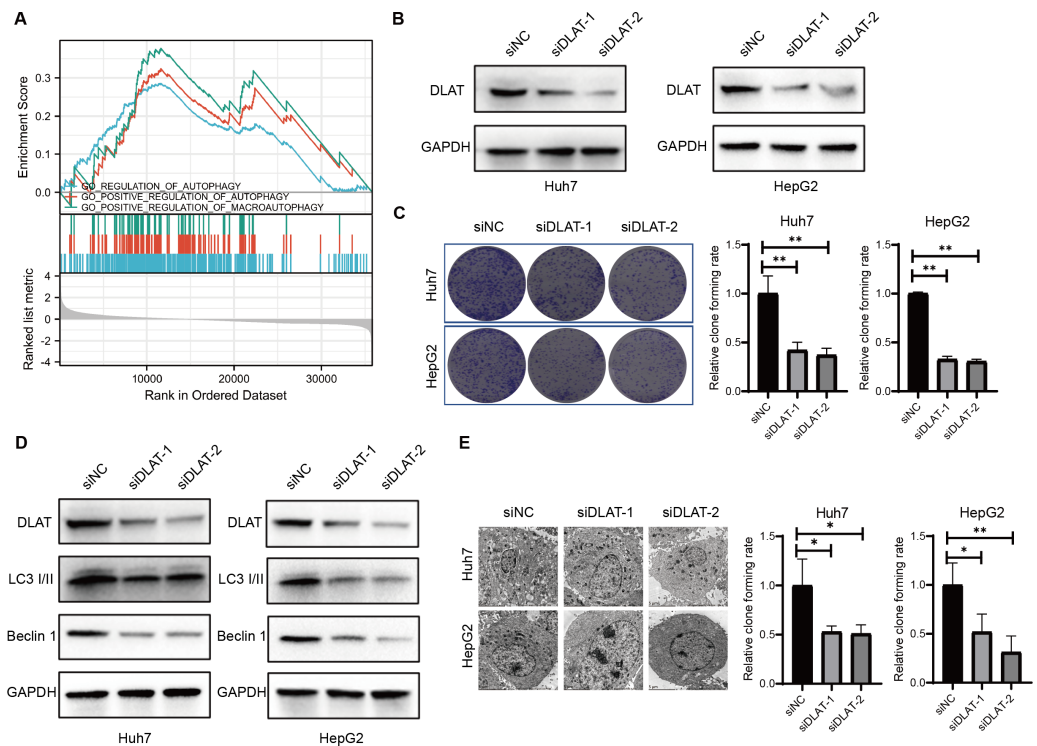 A
Enrichment Score
0.3
0.2
0.1
0.0
GO_REGULATION_OF_AUTOPHAGY
GO_POSITIVE_REGULATION_OF_AUTOPHAGY
GO_POSITIVE_REGULATION_OF_MACROAUTOPHAGY
Ranked list metric
4
2
0
-2
-4
10000 20000 30000
Rank in Ordered Dataset
B
siNC siDLAT-1 siDLAT-2
DLAT
GAPDH
Huh7
siNC siDLAT-1 siDLAT-2
DLAT
GAPDH
HepG2
C
siNC siDLAT-1 siDLAT-2
Huh7
HepG2
Huh7
Relative clone forming rate
1.5
1.0
0.5
0.0
**
**
siNC siDLAT-1 siDLAT-2
HepG2
Relative clone forming rate
1.5
1.0
0.5
0.0
**
**
siNC siDLAT-1 siDLAT-2
D
siNC siDLAT-1 siDLAT-2
DLAT
LC3 I/II
Beclin 1
GAPDH
Huh7
siNC siDLAT-1 siDLAT-2
DLAT
LC3 I/II
Beclin 1
GAPDH
HepG2
E
siNC siDLAT-1 siDLAT-2
Huh7
HepG2
Huh7
Relative clone forming rate
1.5
1.0
0.5
0.0
*
*
siNC siDLAT-1 siDLAT-2
HepG2
Relative clone forming rate
1.5
1.0
0.5
0.0
**
*
siNC siDLAT-1 siDLAT-2